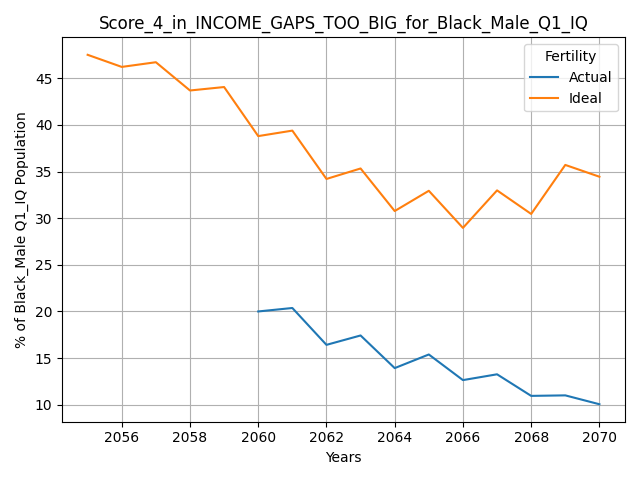 Score_4_in_INCOME_GAPS_TOO_BIG_for_Black_Male_Q1_IQ
Fertility
Actual
Ideal
% of Black_Male Q1_IQ Population
45
40
35
30
25
20
15
10
2056 2058 2060 2062 2064 2066 2068 2070
Years